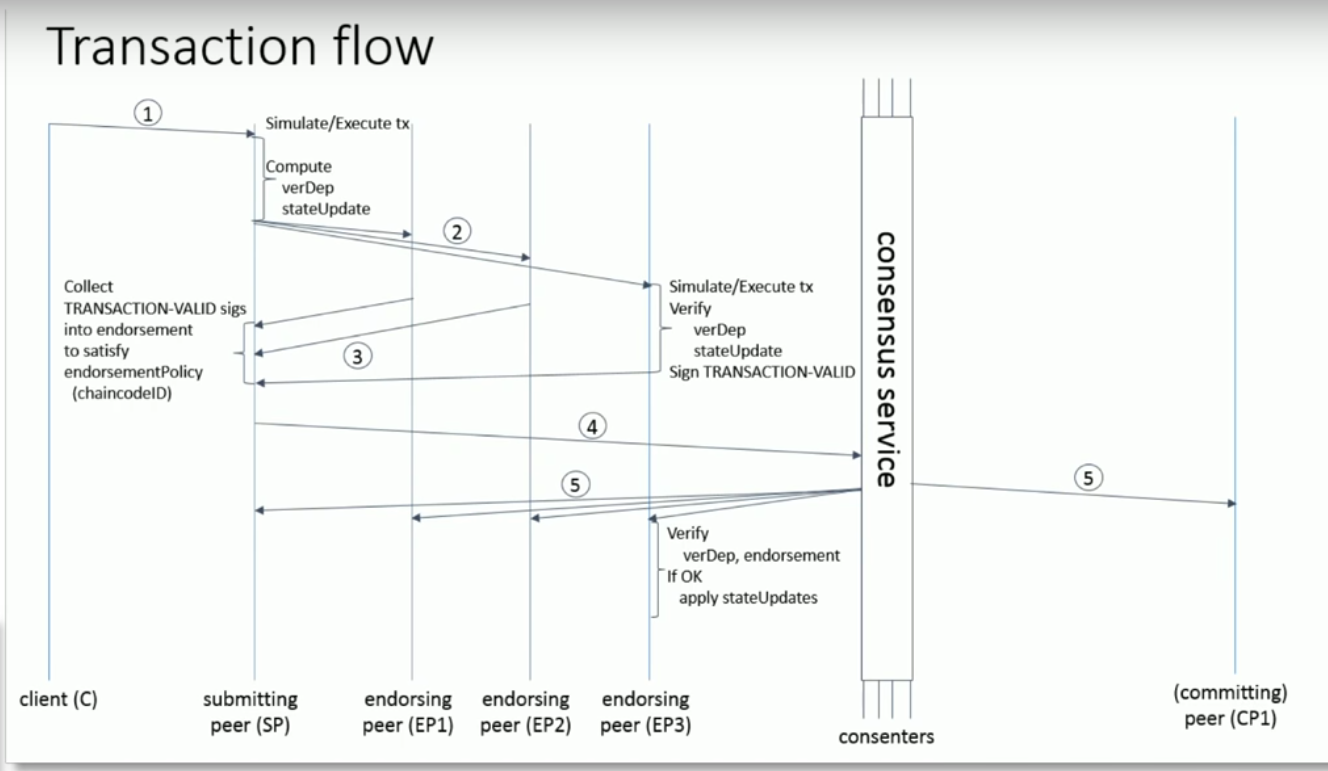 Transaction flow
1
Simulate/Execute tx
Compute
verDep
stateUpdate
2
Collect
TRANSACTION-VALID sigs
into endorsement
to satisfy
endorsementPolicy
(chaincodeID)
3
Simulate/Execute tx
Verify
verDep
stateUpdate
Sign TRANSACTION-VALID
4
5
consensus service
5
Verify
verDep, endorsement
If OK
apply stateUpdates
client (C)
submitting
peer (SP)
endorsing
peer (EP1)
endorsing
peer (EP2)
endorsing
peer (EP3)
consenters
(committing)
peer (CP1)